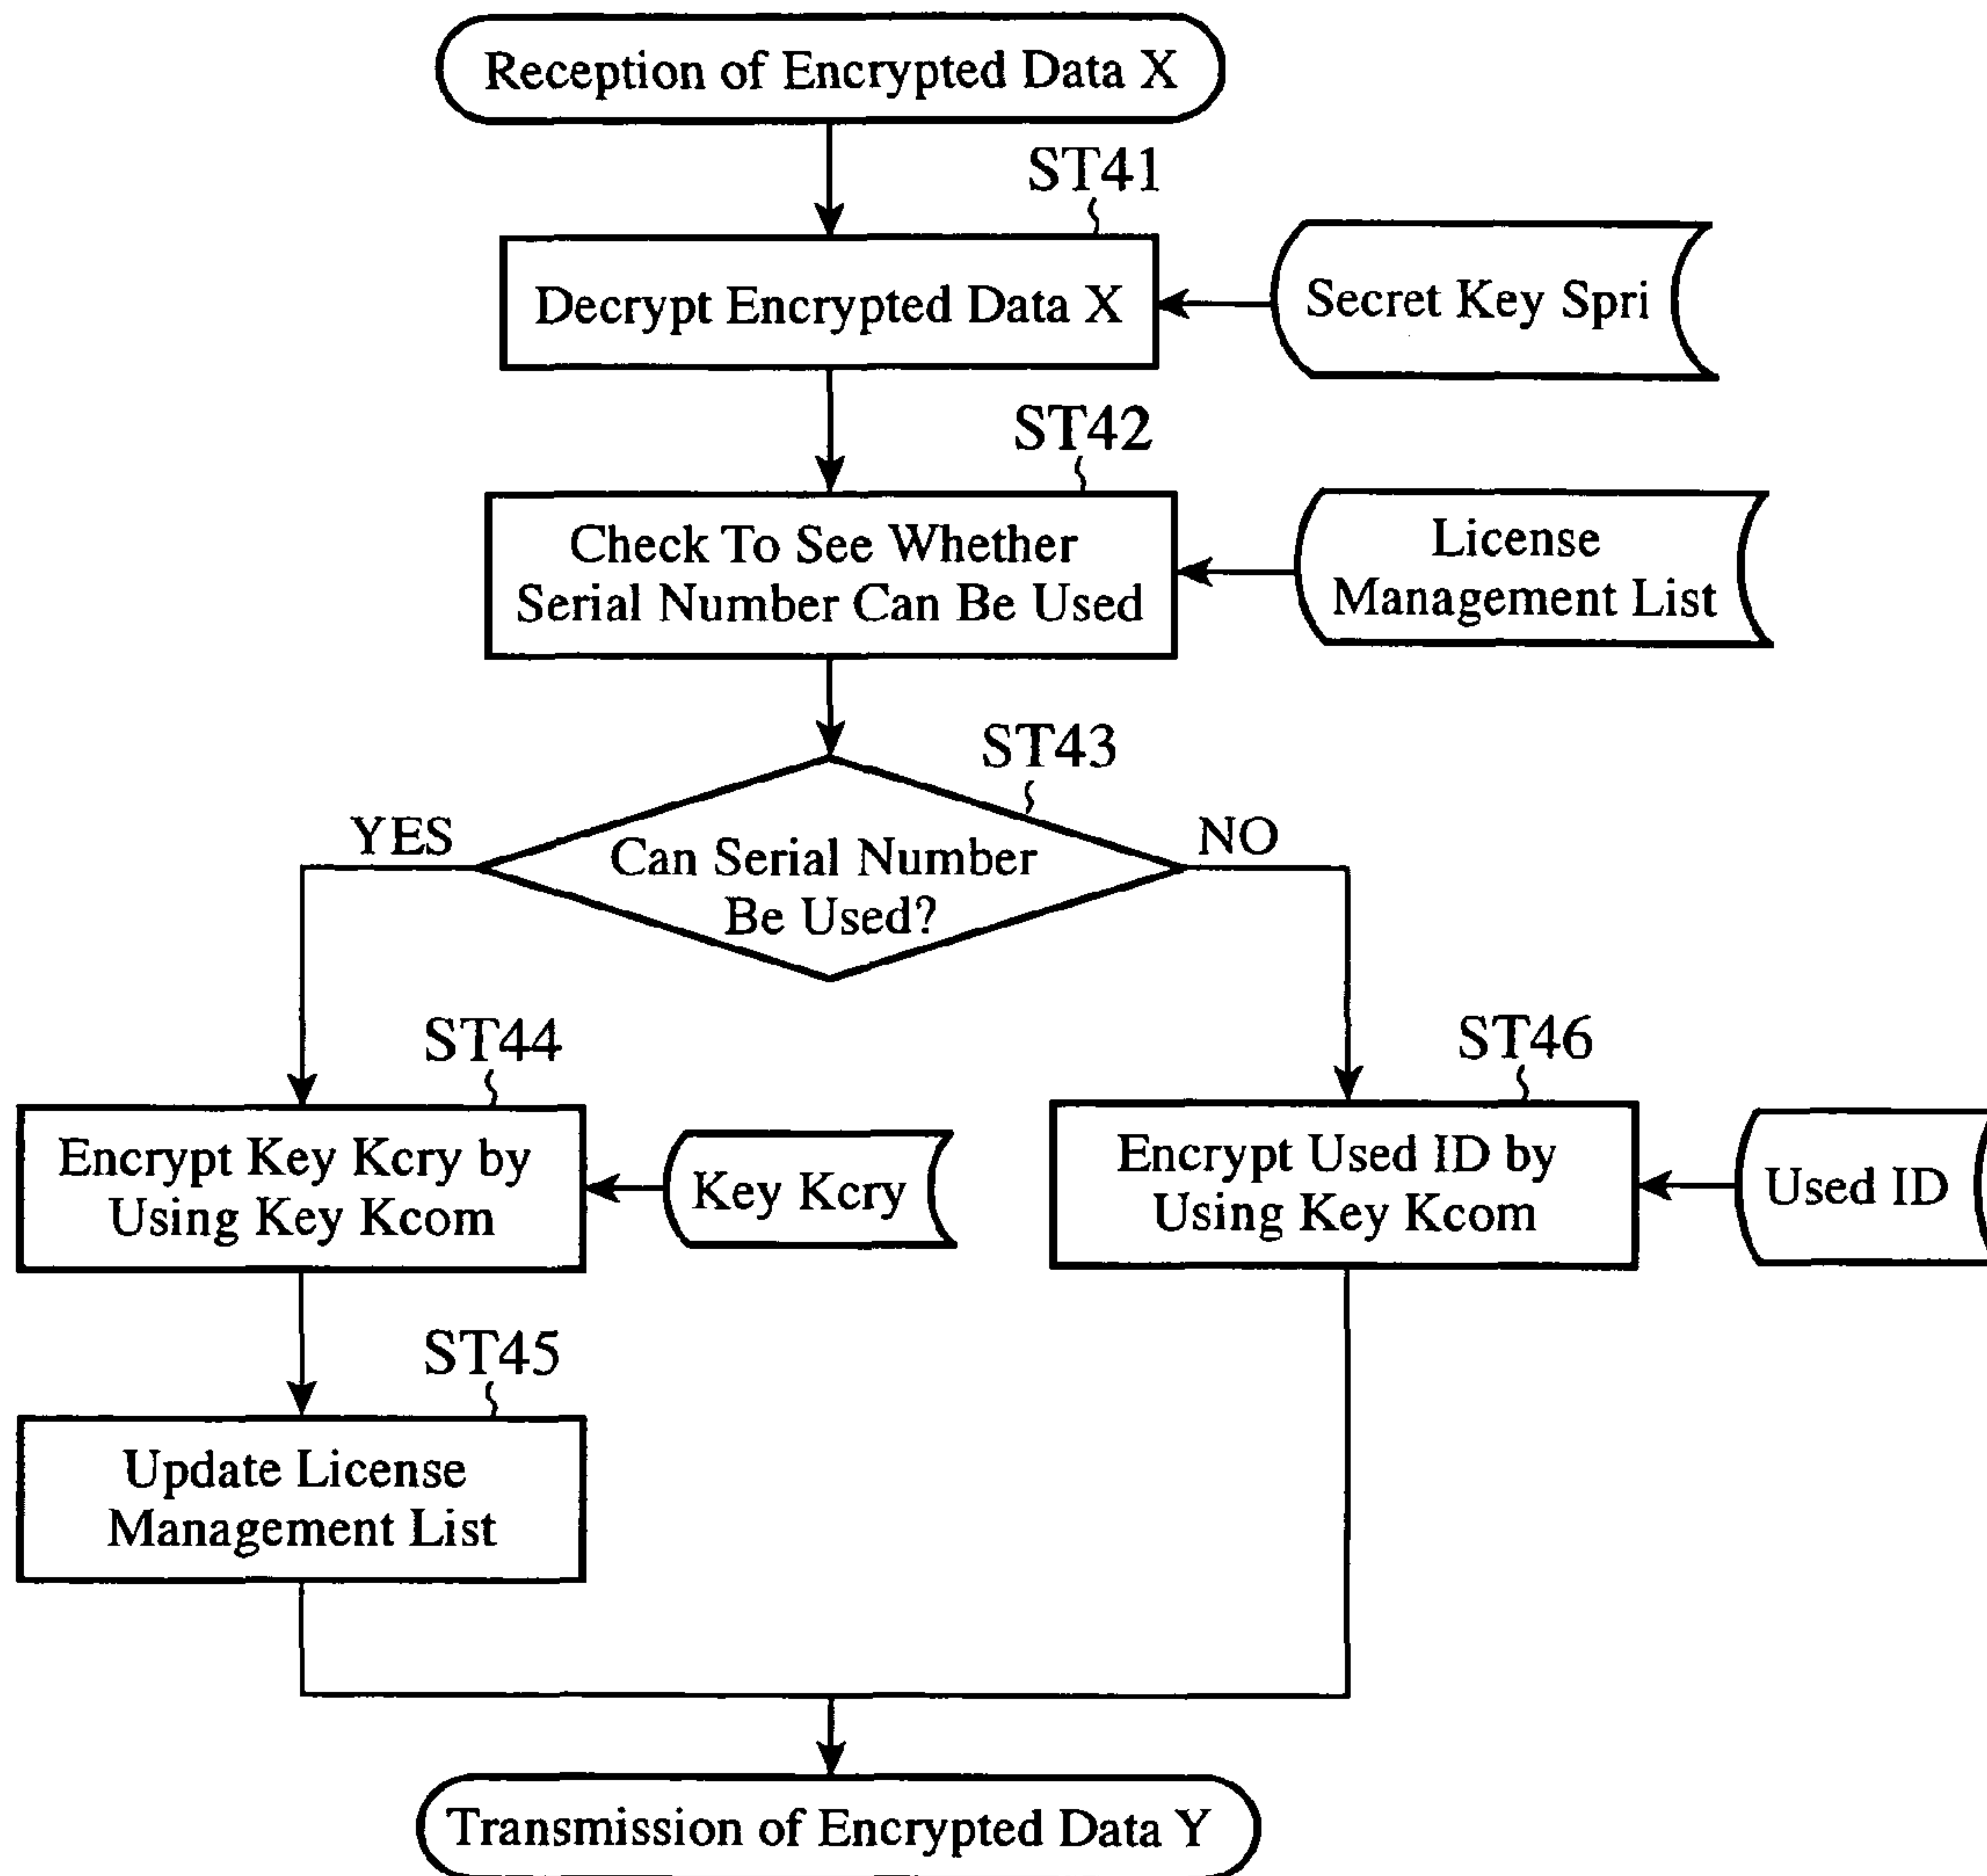 Reception of Encrypted Data X
ST41
Decrypt Encrypted Data X
Secret Key Spri
ST42
Check To See Whether
Serial Number Can Be Used
License
Management List
ST43
YES
Can Serial Number
Be Used?
NO
ST44
Encrypt Key Kcry by
Using Key Kcom
Key Kcry
ST46
Encrypt Used ID by
Using Key Kcom
Used ID
ST45
Update License
Management List
Transmission of Encrypted Data Y